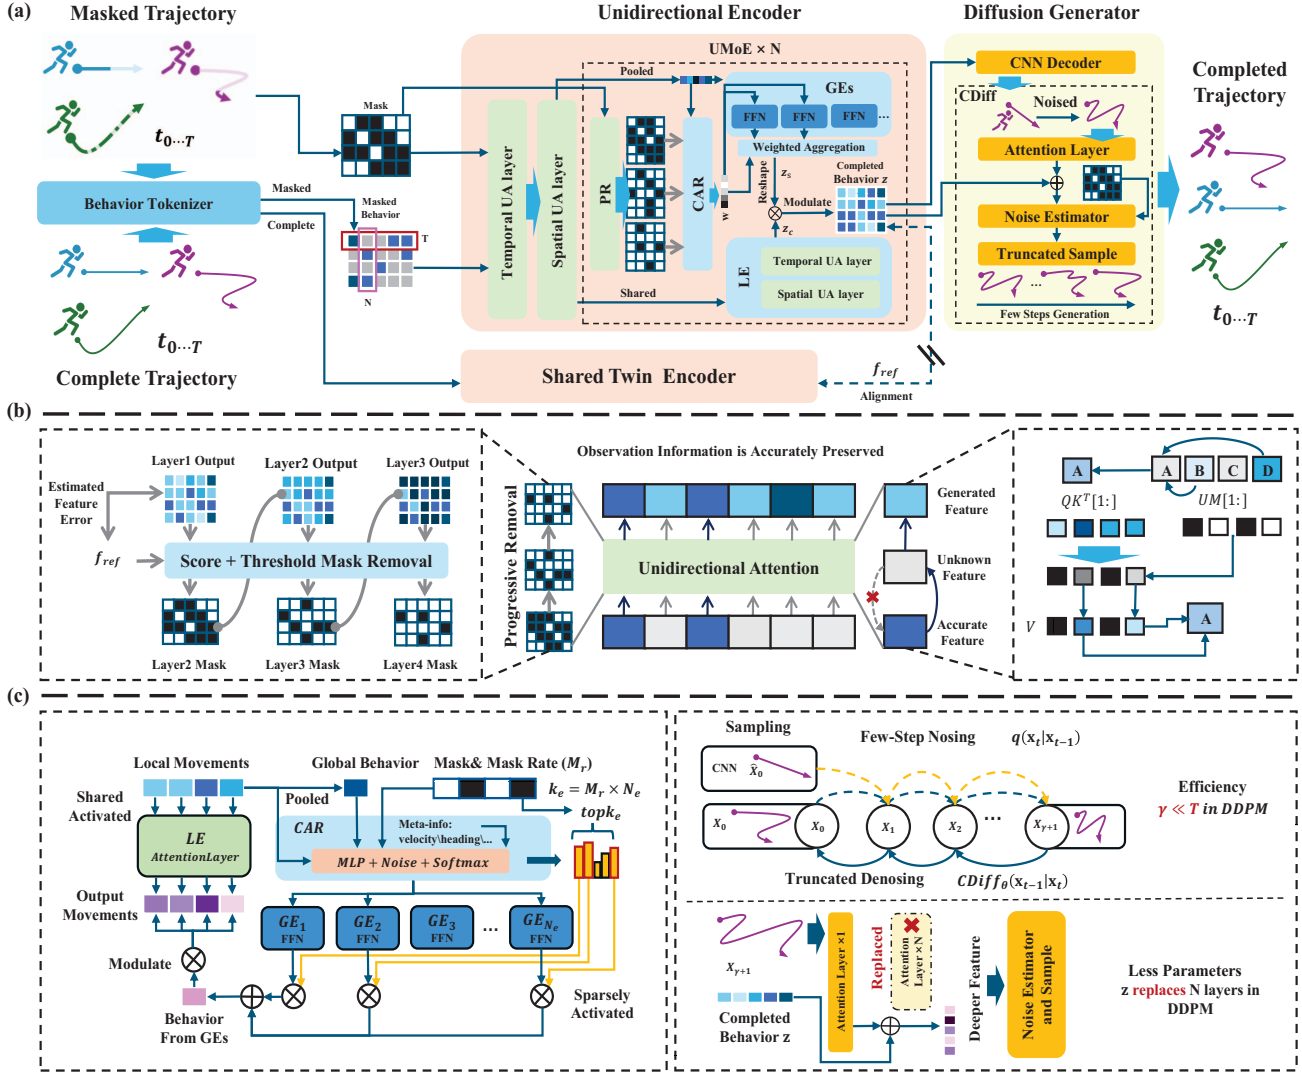 (a)
Masked Trajectory
Unidirectional Encoder
Diffusion Generator
UMoE × N
Pooled
GEs
FFN
FFN
FFN
...
Weighted Aggregation
Mask
t0⋯T
Behavior Tokenizer
Masked
Complete
Masked
Behavior
T
N
Temporal UA layer
Spatial UA layer
PR
CAR
w
Reshape
zs
Completed
Behavior z
Modulate
zc
LE
Temporal UA layer
Spatial UA layer
Shared
CNN Decoder
CDiff
Noised
Attention Layer
Noise Estimator
Truncated Sample
...
Few Steps Generation
Completed
Trajectory
t0⋯T
t0⋯T
Complete Trajectory
Shared Twin Encoder
fref
Alignment
(b)
Layer1 Output
Layer2 Output
Layer3 Output
Estimated
Feature
Error
fref
Score + Threshold Mask Removal
Layer2 Mask
Layer3 Mask
Layer4 Mask
Observation Information is Accurately Preserved
Progressive Removal
Unidirectional Attention
Generated
Feature
Unknown
Feature
Accurate
Feature
A
A
B
C
D
QK^T[1:]
UM[1:]
V
A
(c)
Local Movements
Global Behavior
Mask& Mask Rate (Mr)
ke = Mr × Ne
topke
Shared
Activated
Pooled
CAR
Meta-info:
velocity\heading\...
LE
AttentionLayer
MLP + Noise + Softmax
Output
Movements
GE1
FFN
GE2
FFN
GE3
FFN
...
GENe
FFN
Modulate
Behavior
From GEs
Sparsely
Activated
Sampling
Few-Step Nosing
q(xt|xt−1)
CNN
X̂0
X0
X0
X1
X2
...
Xγ+1
Efficiency
γ ≪ T in DDPM
Truncated Denosing
CDiffθ(xt−1|xt)
Xγ+1
Attention Layer ×1
Replaced
Attention
Layer ×N
Deeper Feature
Noise Estimator
and Sample
Completed
Behavior z
Less Parameters
z replaces N layers in
DDPM